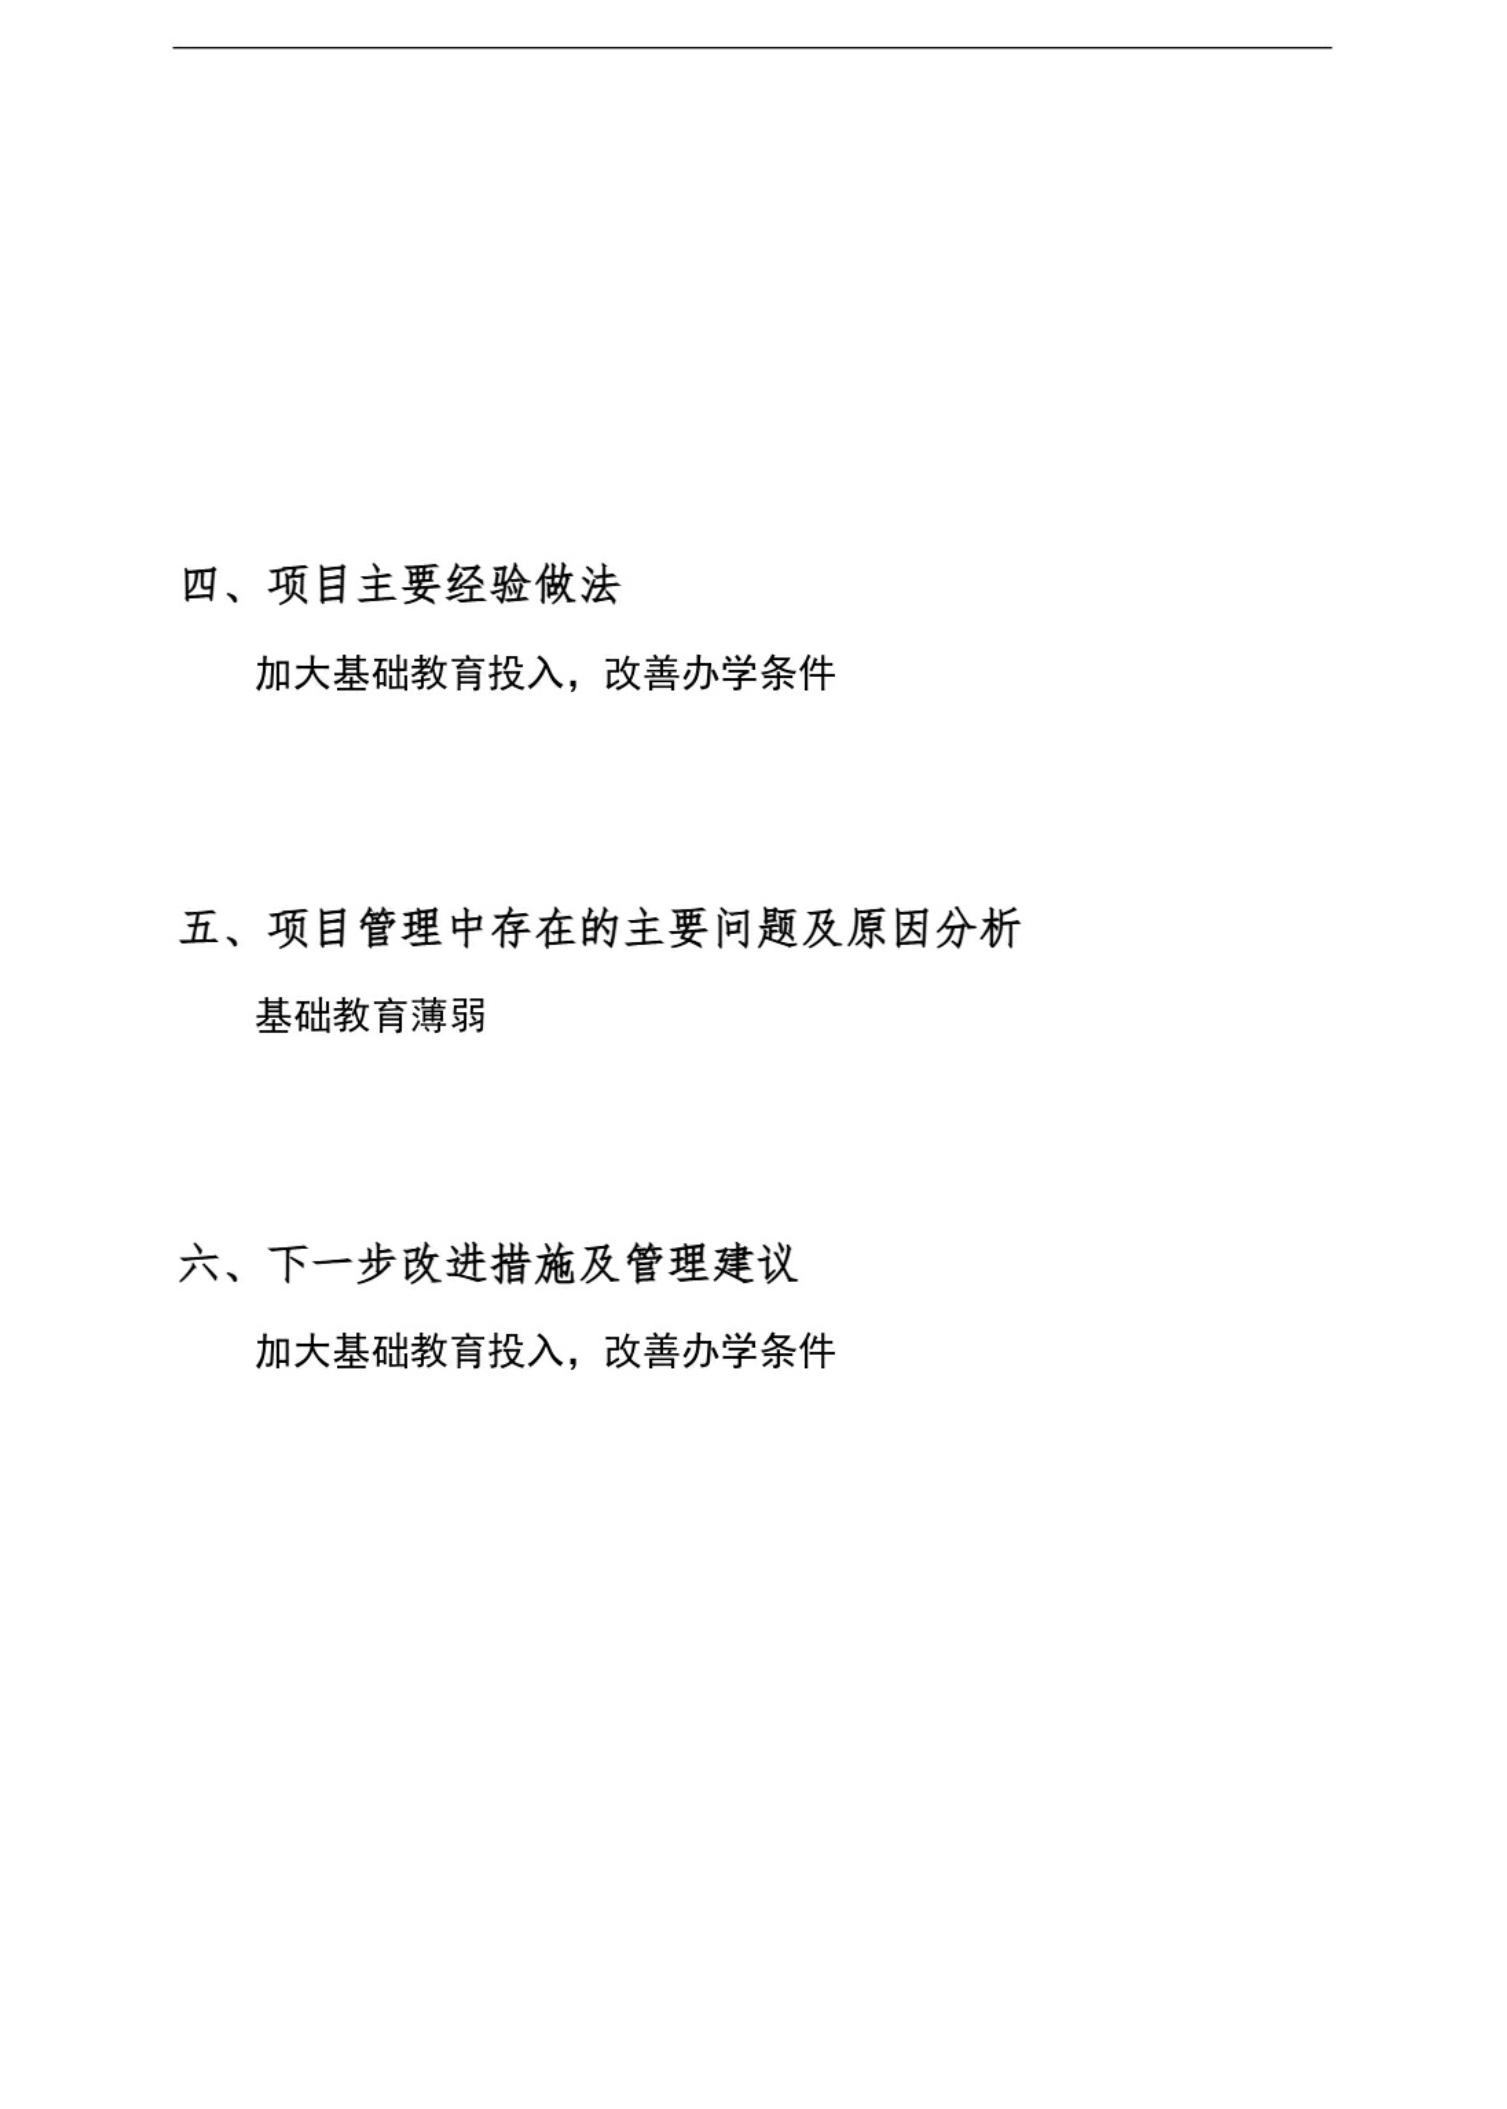 四、项目主要经验做法
加大基础教育投入，改善办学条件
五、项目管理中存在的主要问题及原因分析
基础教育薄弱
六、下一步改进措施及管理建议
加大基础教育投入，改善办学条件